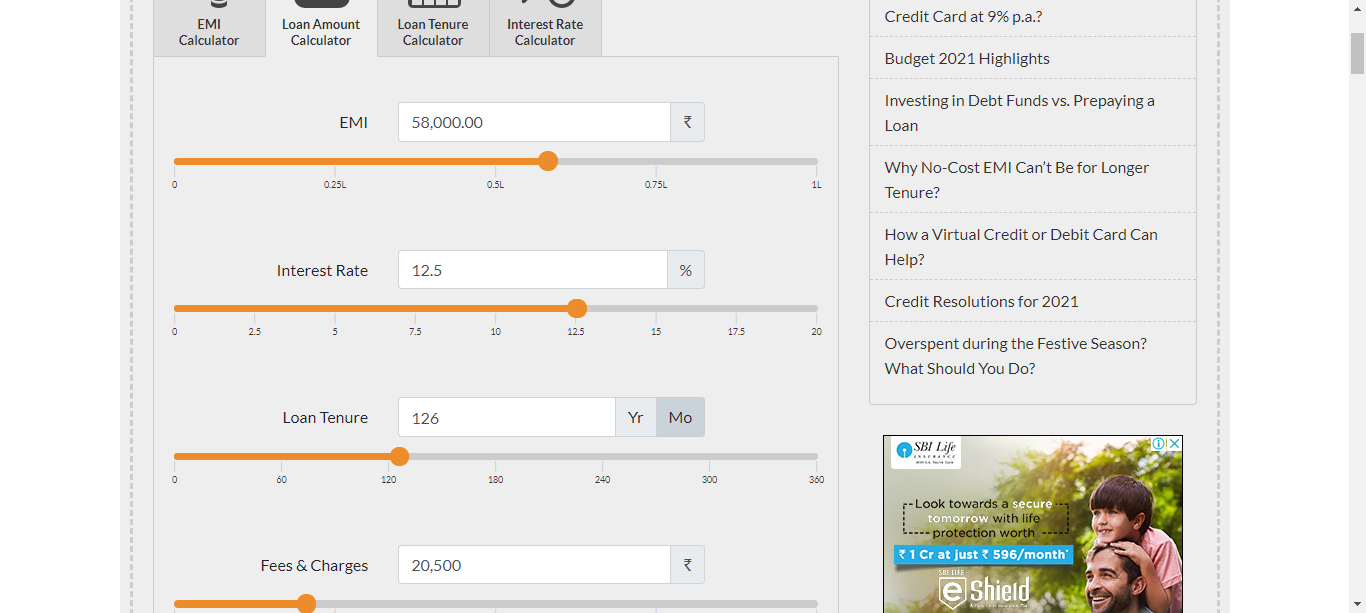 EMI
Calculator
Loan Amount
Calculator
Loan Tenure
Calculator
Interest Rate
Calculator
EMI
58,000.00
₹
0
0.25L
0.5L
0.75L
1L
Interest Rate
12.5
%
0
2.5
5
7.5
10
12.5
15
17.5
20
Loan Tenure
126
Yr
Mo
0
60
120
180
240
300
360
Fees & Charges
20,500
₹
Credit Card at 9% p.a.?
Budget 2021 Highlights
Investing in Debt Funds vs. Prepaying a
Loan
Why No-Cost EMI Can't Be for Longer
Tenure?
How a Virtual Credit or Debit Card Can
Help?
Credit Resolutions for 2021
Overspent during the Festive Season?
What Should You Do?
SBI Life
INSURANCE
Look towards a secure
tomorrow with life
protection worth
₹ 1 Cr at just ₹ 596/month*
SBI LIFE
eShield